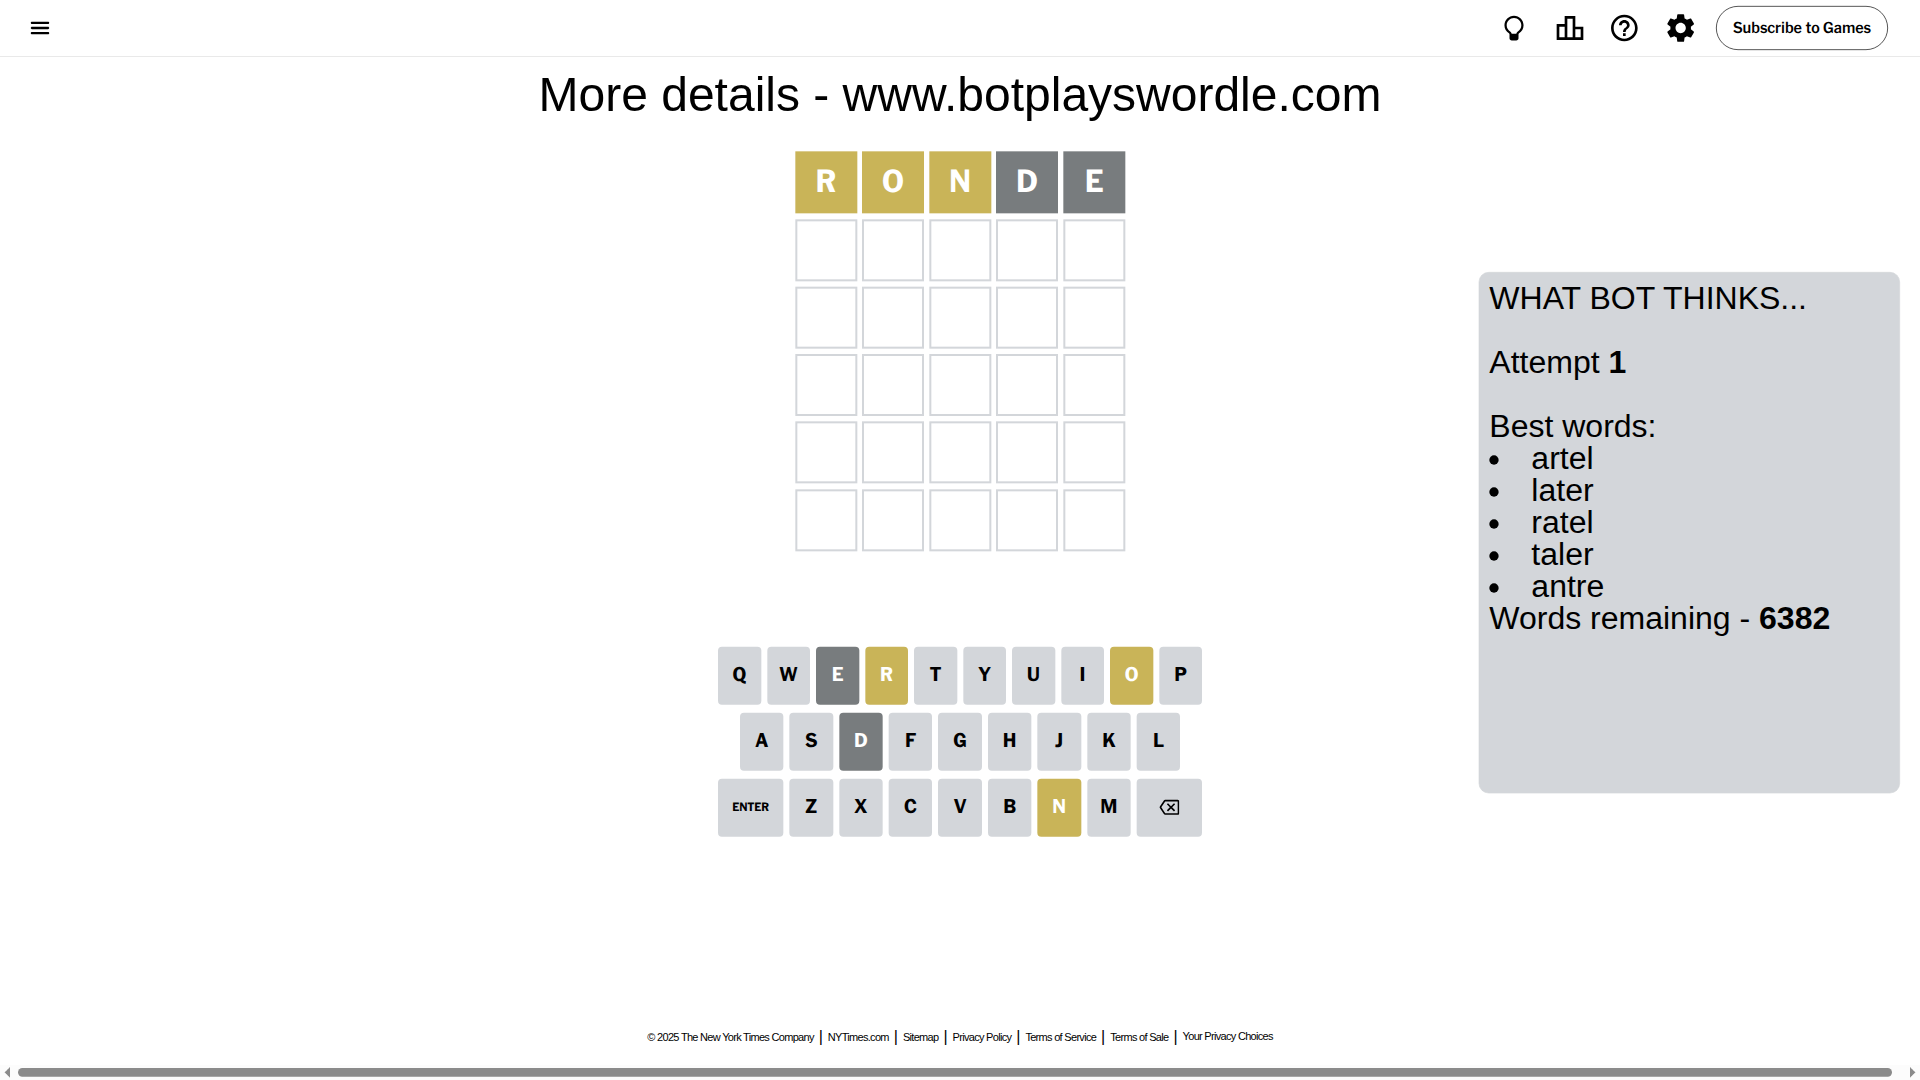 Subscribe to Games
More details - www.botplayswordle.com
R O N D E
WHAT BOT THINKS...
Attempt 1
Best words:
• artel
• later
• ratel
• taler
• antre
Words remaining - 6382
Q W E R T Y U I O P
A S D F G H J K L
ENTER Z X C V B N M
© 2025 The New York Times Company | NYTimes.com | Sitemap | Privacy Policy | Terms of Service | Terms of Sale | Your Privacy Choices